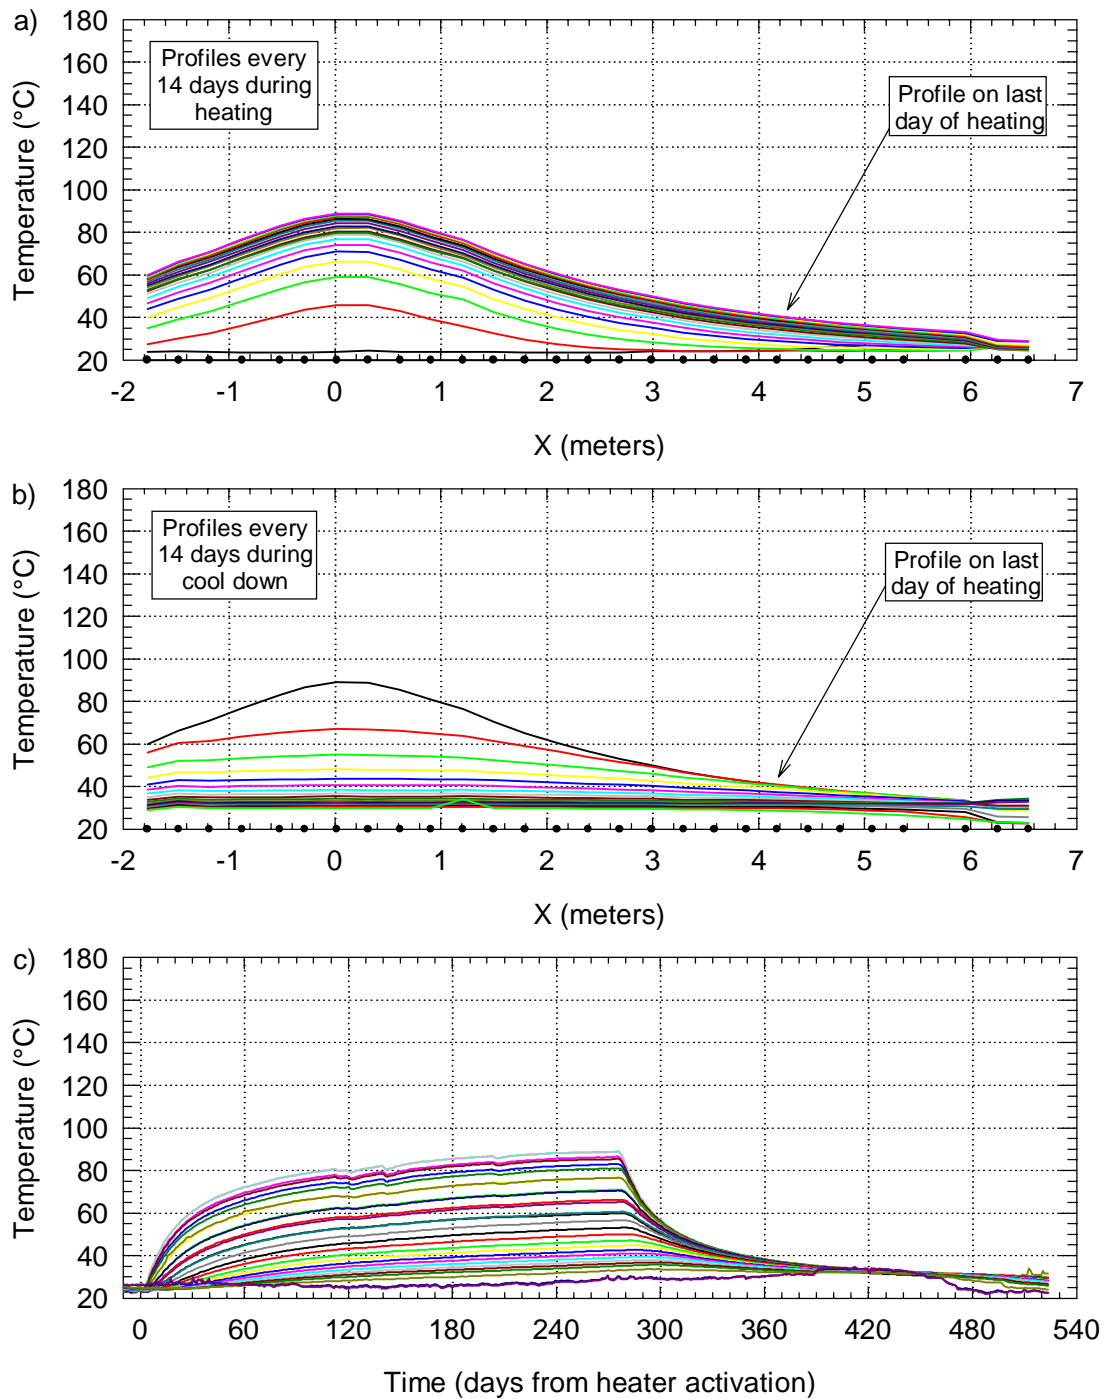 a)
180
160
140
120
100
80
60
40
20
Temperature (°C)
Profiles every
14 days during
heating
Profile on last
day of heating
-2 -1 0 1 2 3 4 5 6 7
X (meters)
b)
180
160
140
120
100
80
60
40
20
Temperature (°C)
Profiles every
14 days during
cool down
Profile on last
day of heating
-2 -1 0 1 2 3 4 5 6 7
X (meters)
c)
180
160
140
120
100
80
60
40
20
Temperature (°C)
0 60 120 180 240 300 360 420 480 540
Time (days from heater activation)